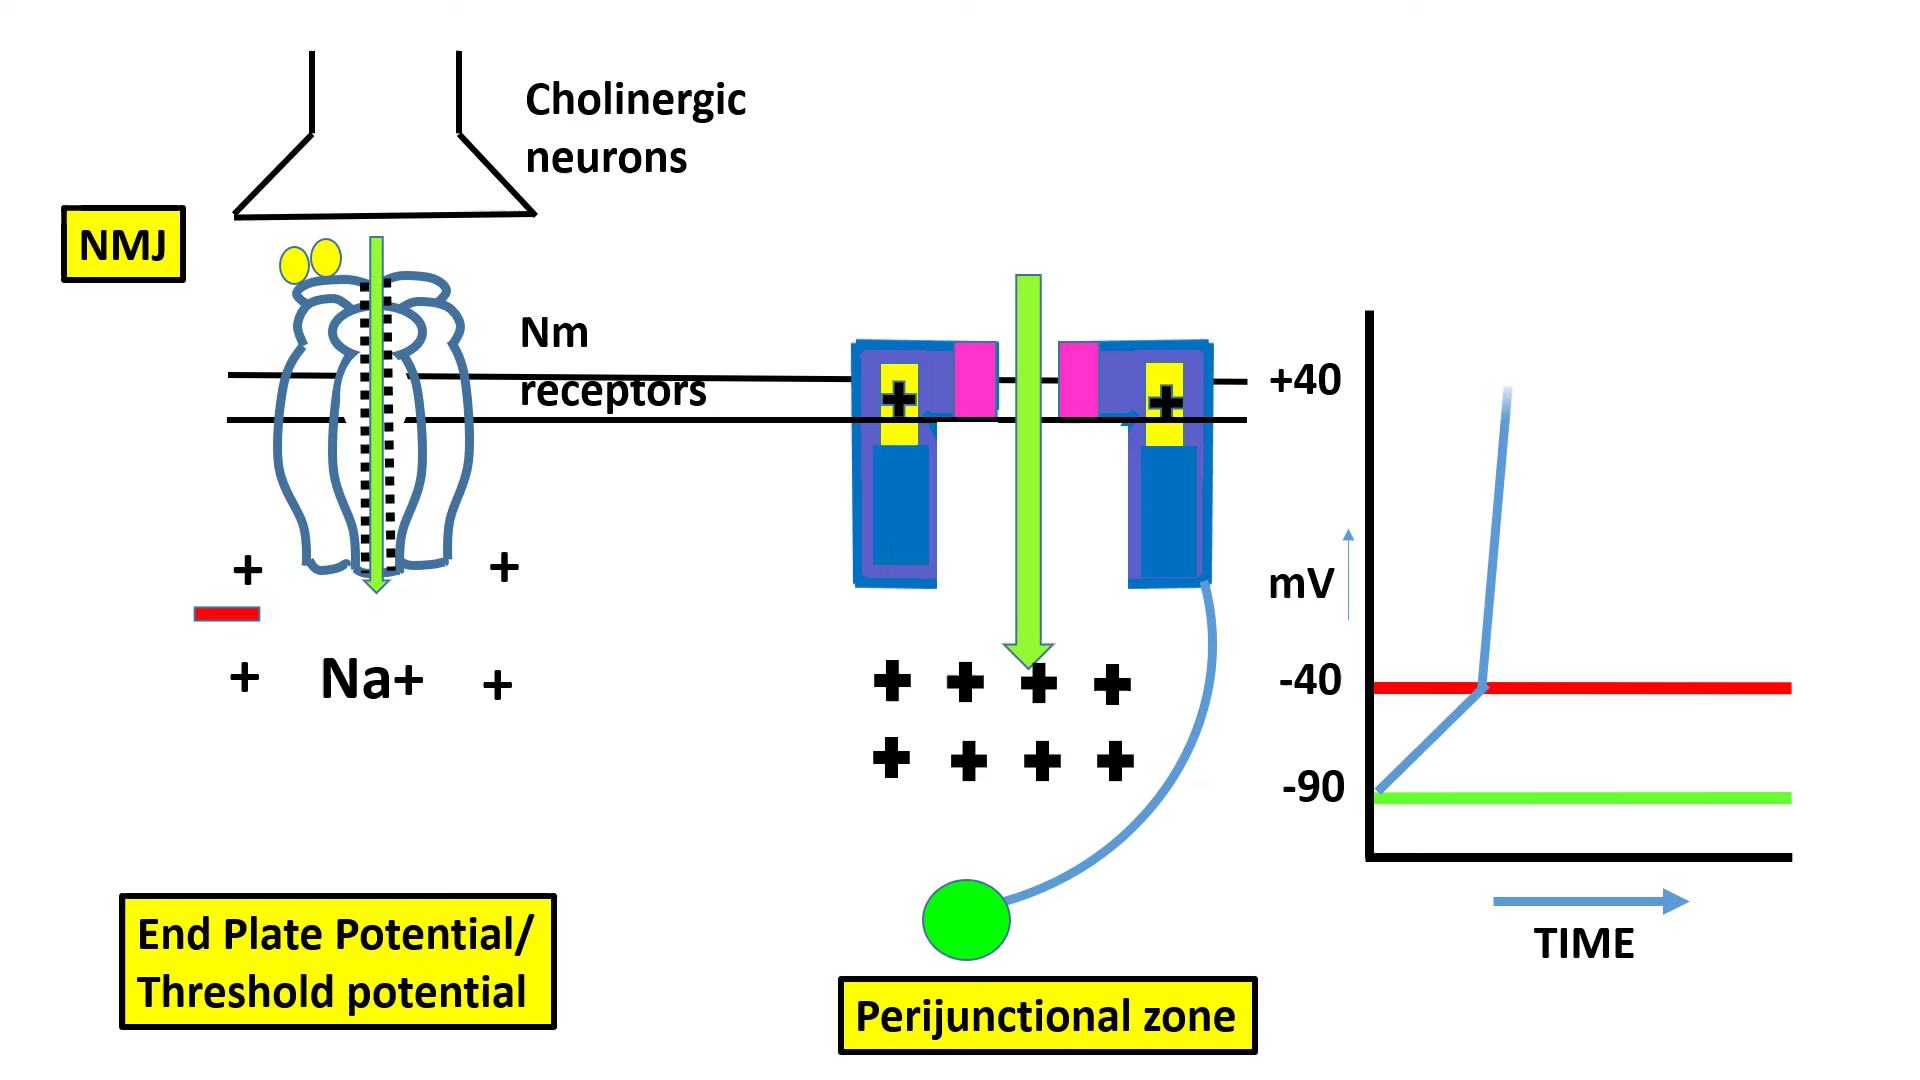 Cholinergic
neurons
NMJ
Nm
receptors
+
+
+
+
+
Na+
+
+ + + +
+ + + +
+40
mV
-40
-90
TIME
End Plate Potential/
Threshold potential
Perijunctional zone